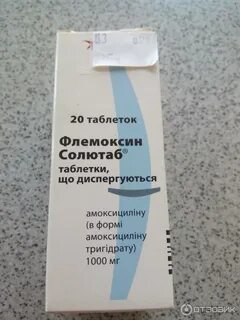 20 таблеток
Флемоксин
Солютаб®
таблетки,
що диспергуються
амоксициліну
(в формі
амоксициліну
тригідрату)
1000 мг